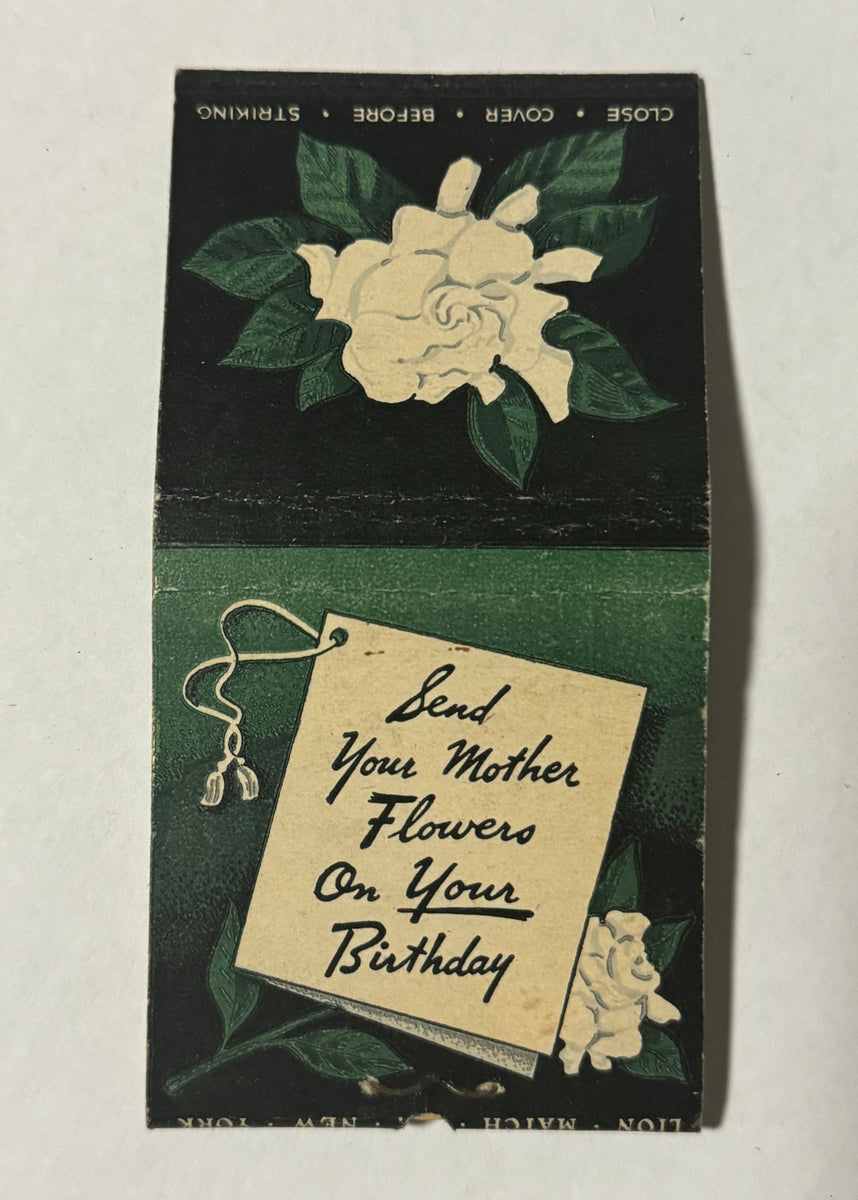 CLOSE • COVER • BEFORE • STRIKING
Send
Your Mother
Flowers
On Your
Birthday
LION • MATCH • • NEW • YORK